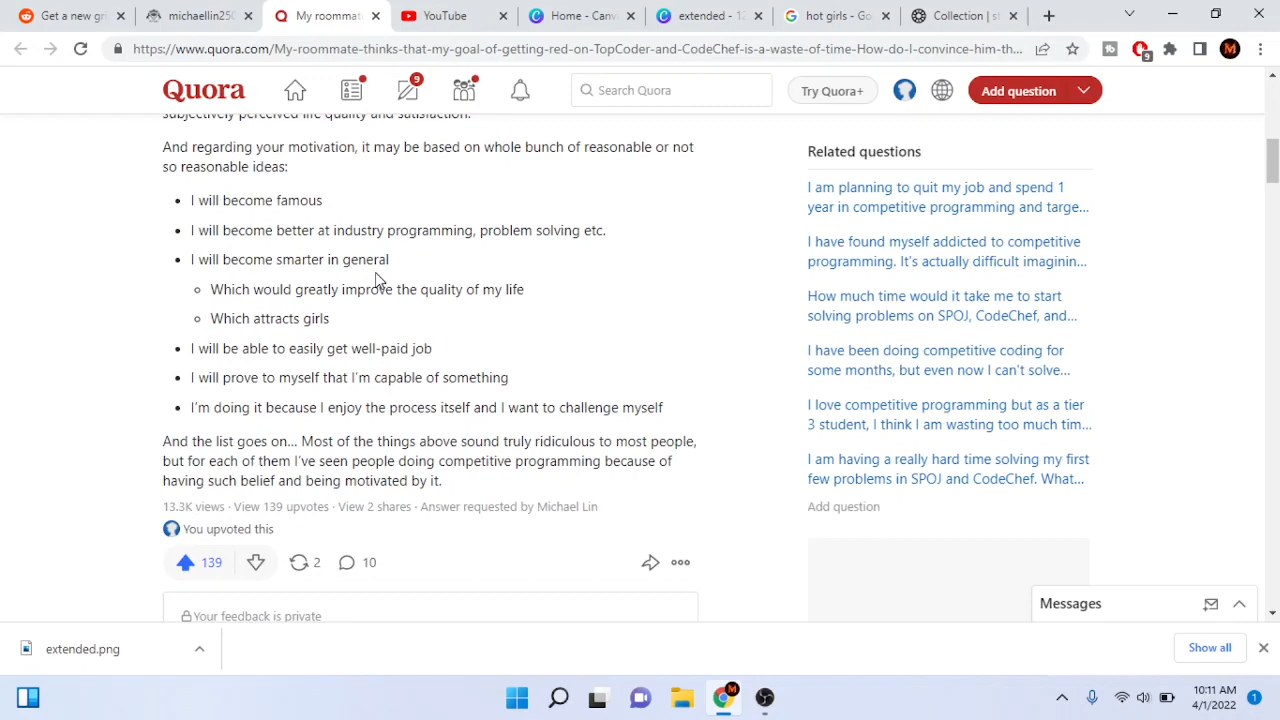 Get a new gri
michaellin250
My roommate
YouTube
Home - Canv
extended - 12
hot girls - Go
Collection | st
https://www.quora.com/My-roommate-thinks-that-my-goal-of-getting-red-on-TopCoder-and-CodeChef-is-a-waste-of-time-How-do-I-convince-him-th...
9
M
Quora
9
Search Quora
Try Quora+
Add question
subjectively perceived life quality and satisfaction.
And regarding your motivation, it may be based on whole bunch of reasonable or not
so reasonable ideas:
• I will become famous
• I will become better at industry programming, problem solving etc.
• I will become smarter in general
◦ Which would greatly improve the quality of my life
◦ Which attracts girls
• I will be able to easily get well-paid job
• I will prove to myself that I'm capable of something
• I'm doing it because I enjoy the process itself and I want to challenge myself
And the list goes on... Most of the things above sound truly ridiculous to most people,
but for each of them I've seen people doing competitive programming because of
having such belief and being motivated by it.
13.3K views · View 139 upvotes · View 2 shares · Answer requested by Michael Lin
You upvoted this
139
2
10
Your feedback is private
Related questions
I am planning to quit my job and spend 1
year in competitive programming and targe...
I have found myself addicted to competitive
programming. It's actually difficult imaginin...
How much time would it take me to start
solving problems on SPOJ, CodeChef, and...
I have been doing competitive coding for
some months, but even now I can't solve...
I love competitive programming but as a tier
3 student, I think I am wasting too much tim...
I am having a really hard time solving my first
few problems in SPOJ and CodeChef. What...
Add question
Messages
extended.png
Show all
M
10:11 AM
4/1/2022
1